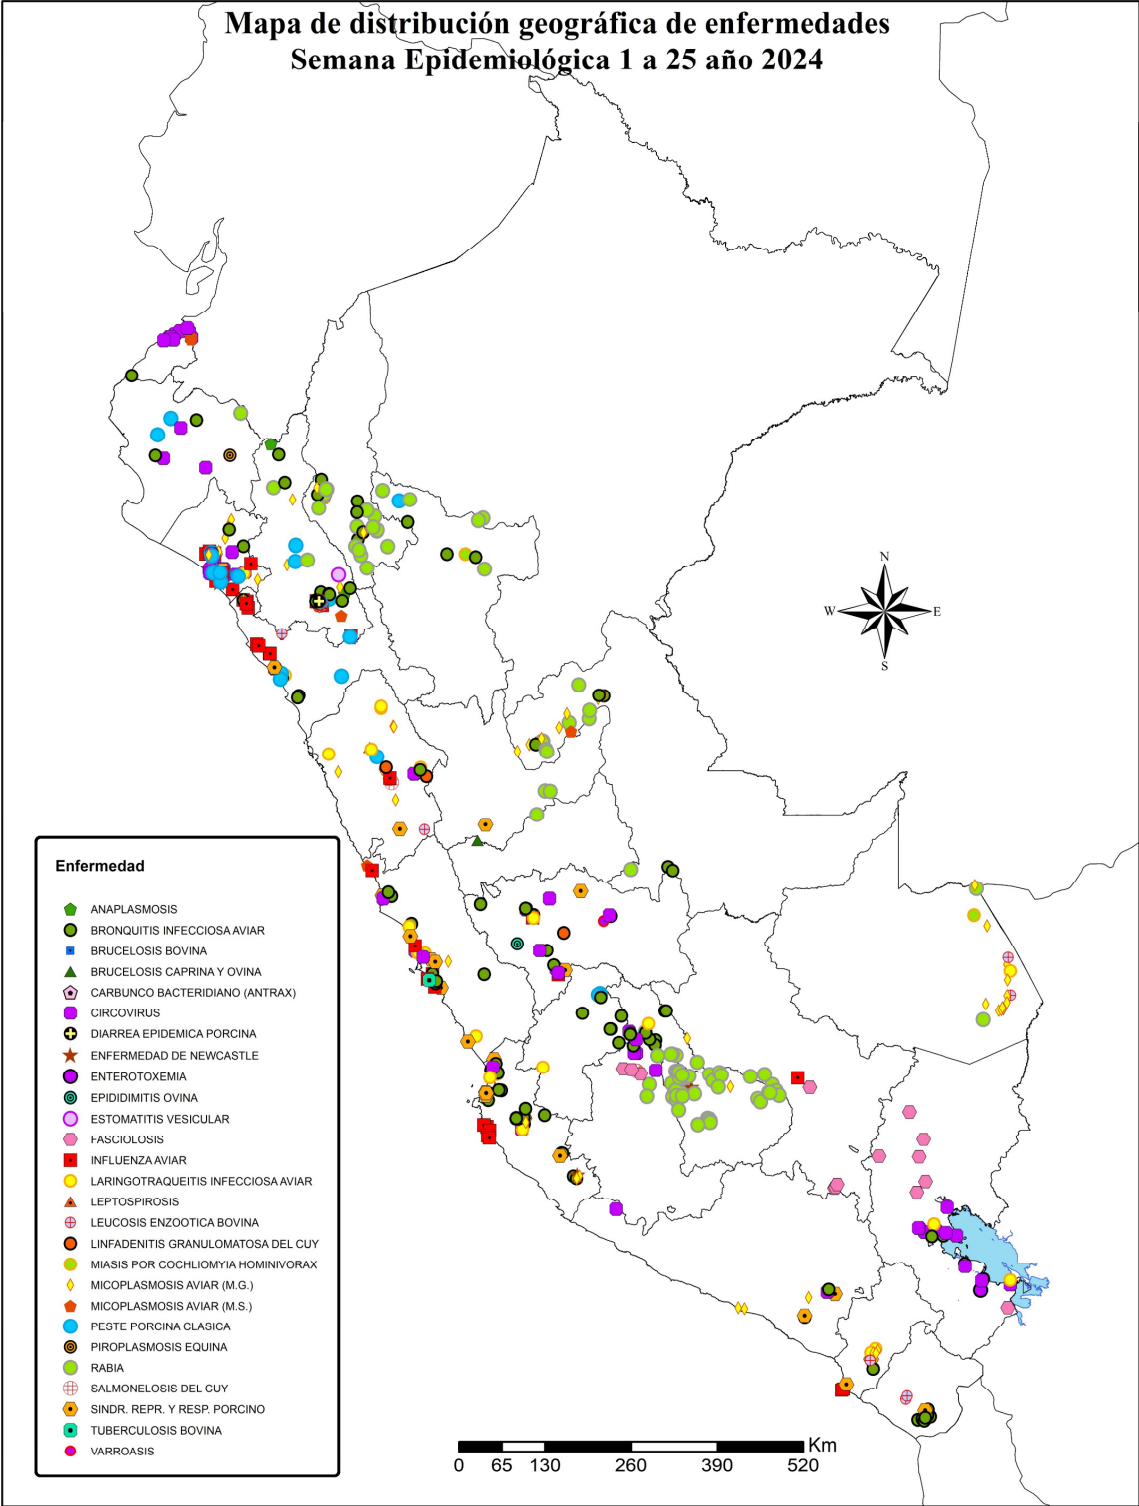 Mapa de distribución geográfica de enfermedades
Semana Epidemiológica 1 a 25 año 2024
N
W
E
S
Enfermedad
ANAPLASMOSIS
BRONQUITIS INFECCIOSA AVIAR
BRUCELOSIS BOVINA
BRUCELOSIS CAPRINA Y OVINA
CARBUNCO BACTERIDIANO (ANTRAX)
CIRCOVIRUS
DIARREA EPIDEMICA PORCINA
ENFERMEDAD DE NEWCASTLE
ENTEROTOXEMIA
EPIDIDIMITIS OVINA
ESTOMATITIS VESICULAR
FASCIOLOSIS
INFLUENZA AVIAR
LARINGOTRAQUEITIS INFECCIOSA AVIAR
LEPTOSPIROSIS
LEUCOSIS ENZOOTICA BOVINA
LINFADENITIS GRANULOMATOSA DEL CUY
MIASIS POR COCHLIOMYIA HOMINIVORAX
MICOPLASMOSIS AVIAR (M.G.)
MICOPLASMOSIS AVIAR (M.S.)
PESTE PORCINA CLASICA
PIROPLASMOSIS EQUINA
RABIA
SALMONELOSIS DEL CUY
SINDR. REPR. Y RESP. PORCINO
TUBERCULOSIS BOVINA
VARROASIS
Km
0 65 130 260 390 520